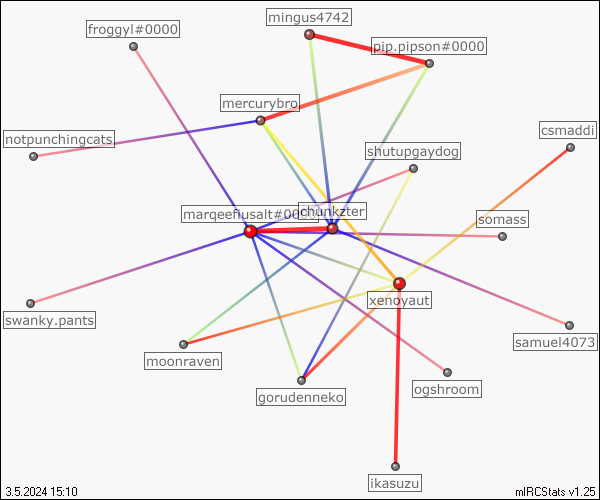 mingus4742
froggyl#0000
pip.pipson#0000
mercurybro
csmaddi
notpunchingcats
shutupgaydog
marqeefiusalt#00
chunkzter
somass
xenoyaut
swanky.pants
samuel4073
moonraven
ogshroom
gorudenneko
ikasuzu
3.5.2024 15:10
mIRCStats v1.25